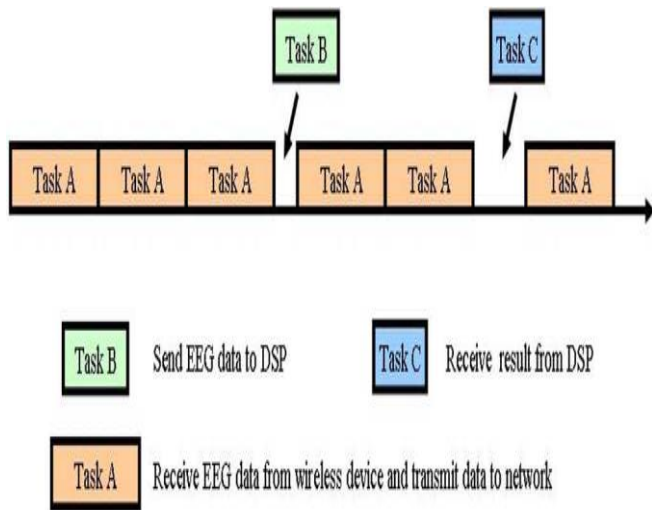 Task B
Task C
Task A Task A Task A Task A Task A Task A
Task B Send EEG data to DSP
Task C Receive result from DSP
Task A Receive EEG data from wireless device and transmit data to network